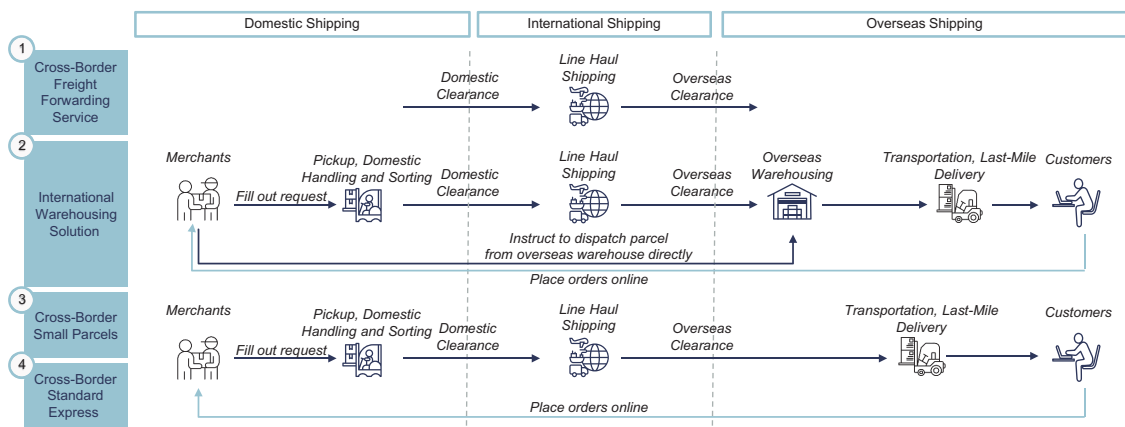 Domestic Shipping
International Shipping
Overseas Shipping
1
Cross-Border
Freight
Forwarding
Service
Domestic
Clearance
Line Haul
Shipping
Overseas
Clearance
2
International
Warehousing
Solution
Merchants
Fill out request
Pickup, Domestic
Handling and Sorting
Domestic
Clearance
Line Haul
Shipping
Overseas
Clearance
Overseas
Warehousing
Transportation, Last-Mile
Delivery
Customers
Instruct to dispatch parcel
from overseas warehouse directly
Place orders online
3
Cross-Border
Small Parcels
4
Cross-Border
Standard
Express
Merchants
Fill out request
Pickup, Domestic
Handling and Sorting
Domestic
Clearance
Line Haul
Shipping
Overseas
Clearance
Transportation, Last-Mile
Delivery
Customers
Place orders online